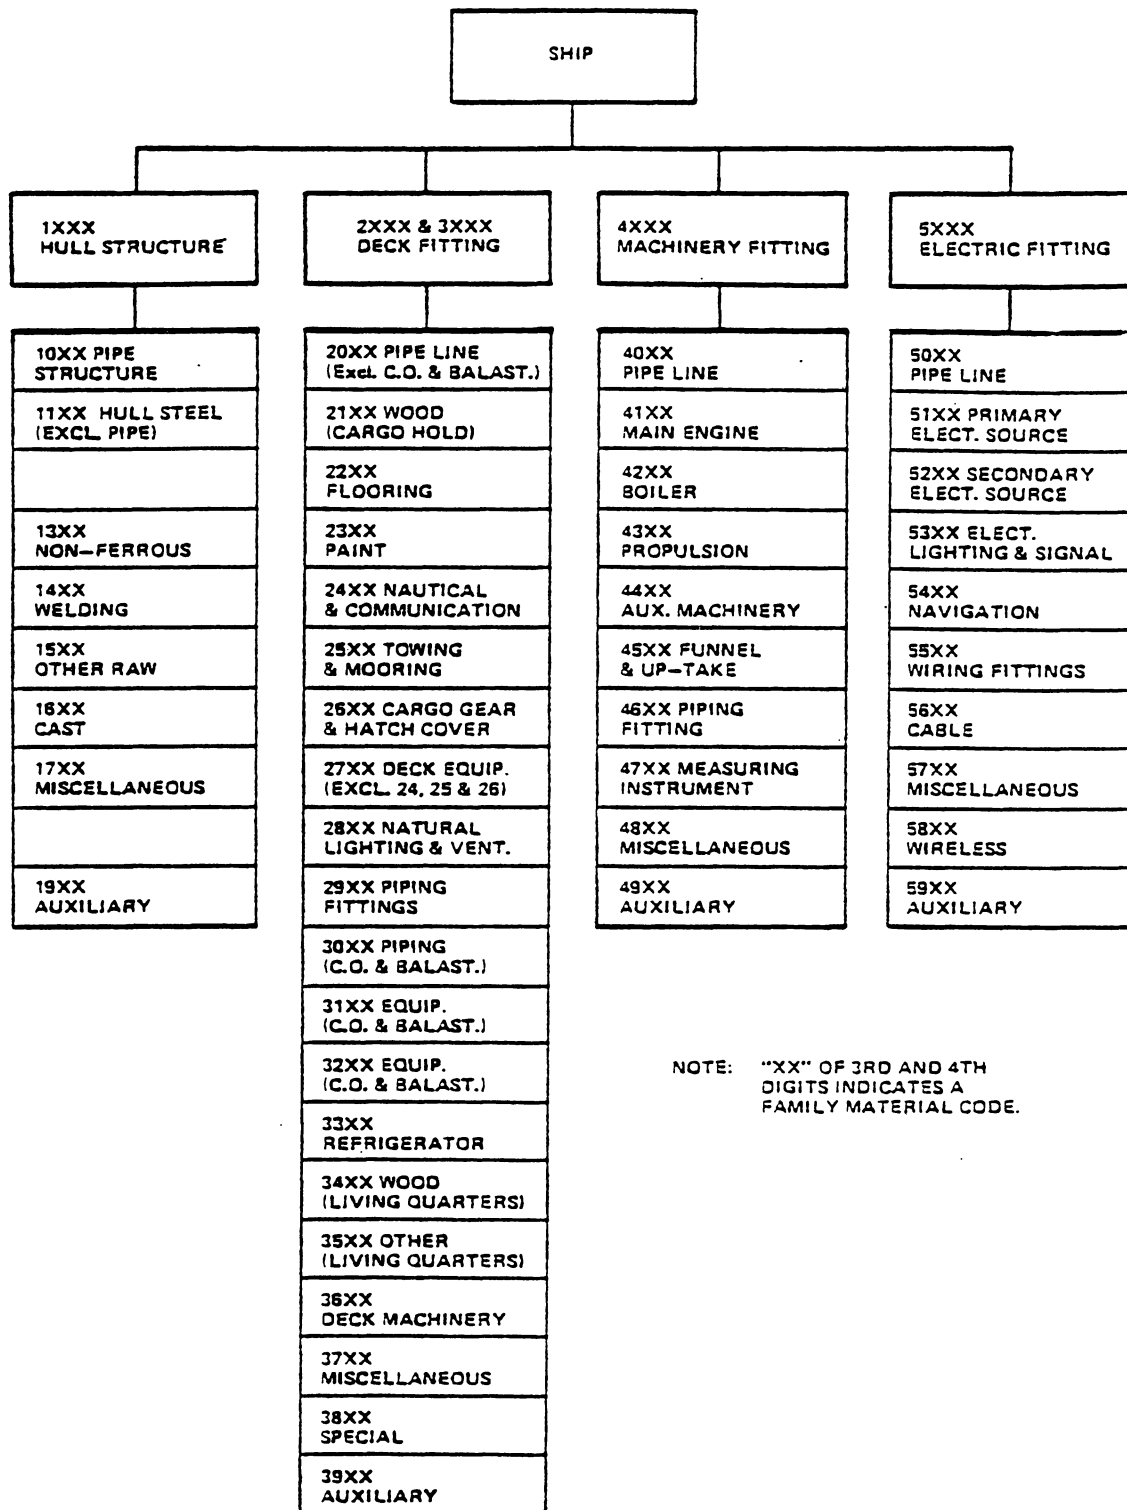 SHIP
1XXX
HULL STRUCTURE
2XXX & 3XXX
DECK FITTING
4XXX
MACHINERY FITTING
5XXX
ELECTRIC FITTING
10XX PIPE
STRUCTURE
11XX HULL STEEL
(EXCL. PIPE)
13XX
NON-FERROUS
14XX
WELDING
15XX
OTHER RAW
16XX
CAST
17XX
MISCELLANEOUS
19XX
AUXILIARY
20XX PIPE LINE
(Excl. C.O. & BALAST.)
21XX WOOD
(CARGO HOLD)
22XX
FLOORING
23XX
PAINT
24XX NAUTICAL
& COMMUNICATION
25XX TOWING
& MOORING
26XX CARGO GEAR
& HATCH COVER
27XX DECK EQUIP.
(EXCL. 24, 25 & 26)
28XX NATURAL
LIGHTING & VENT.
29XX PIPING
FITTINGS
30XX PIPING
(C.O. & BALAST.)
31XX EQUIP.
(C.O. & BALAST.)
32XX EQUIP.
(C.O. & BALAST.)
33XX
REFRIGERATOR
34XX WOOD
(LIVING QUARTERS)
35XX OTHER
(LIVING QUARTERS)
36XX
DECK MACHINERY
37XX
MISCELLANEOUS
38XX
SPECIAL
39XX
AUXILIARY
40XX
PIPE LINE
41XX
MAIN ENGINE
42XX
BOILER
43XX
PROPULSION
44XX
AUX. MACHINERY
45XX FUNNEL
& UP-TAKE
46XX PIPING
FITTING
47XX MEASURING
INSTRUMENT
48XX
MISCELLANEOUS
49XX
AUXILIARY
50XX
PIPE LINE
51XX PRIMARY
ELECT. SOURCE
52XX SECONDARY
ELECT. SOURCE
53XX ELECT.
LIGHTING & SIGNAL
54XX
NAVIGATION
55XX
WIRING FITTINGS
56XX
CABLE
57XX
MISCELLANEOUS
58XX
WIRELESS
59XX
AUXILIARY
NOTE: "XX" OF 3RD AND 4TH
DIGITS INDICATES A
FAMILY MATERIAL CODE.